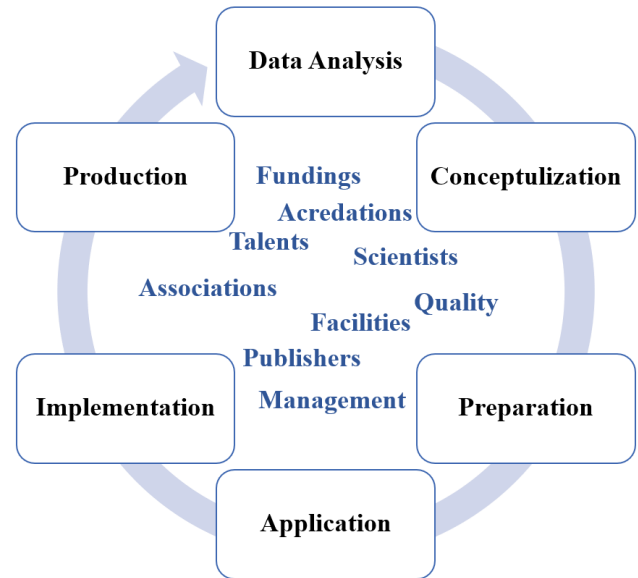 Data Analysis
Production
Fundings
Conceptulization
Acredations
Talents
Scientists
Associations
Quality
Facilities
Publishers
Implementation
Management
Preparation
Application